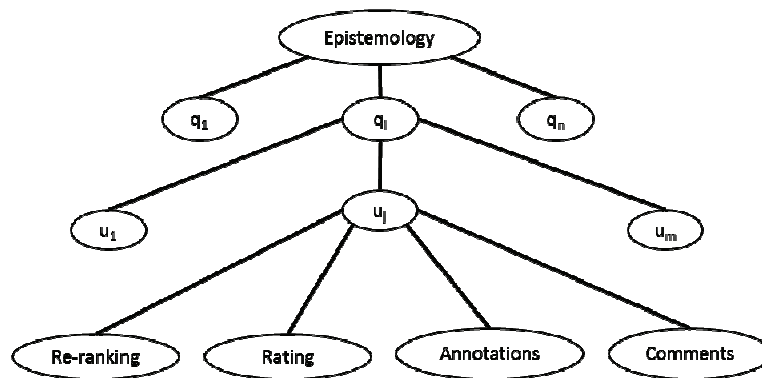 Epistemology
q₁
qᵢ
qₙ
u₁
uⱼ
uₘ
Re-ranking
Rating
Annotations
Comments